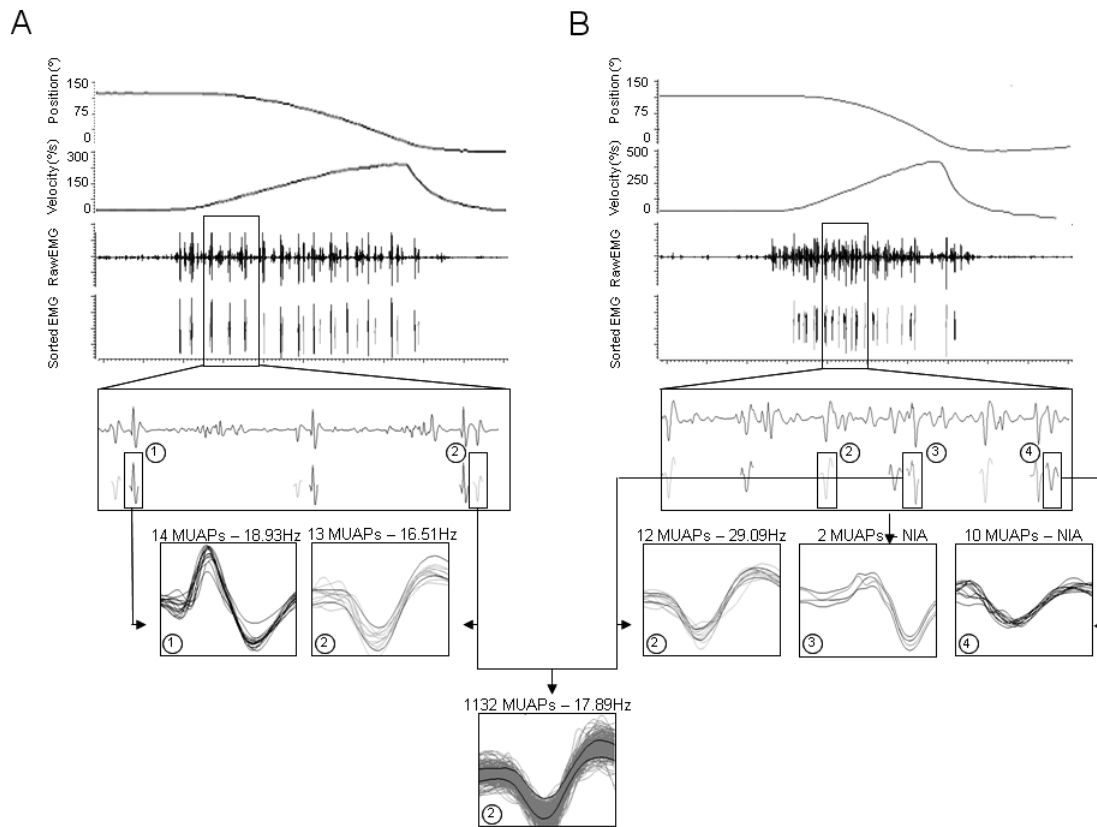 A
B
Position (°)
150
75
0
Velocity (°/s)
300
150
0
RawEMG
Sorted EMG
Position (°)
150
75
0
Velocity (°/s)
500
250
0
RawEMG
Sorted EMG
1
2
2
3
4
14 MUAPs – 18.93Hz
13 MUAPs – 16.51Hz
12 MUAPs – 29.09Hz
2 MUAPs – NIA
10 MUAPs – NIA
1
2
2
3
4
1132 MUAPs – 17.89Hz
2